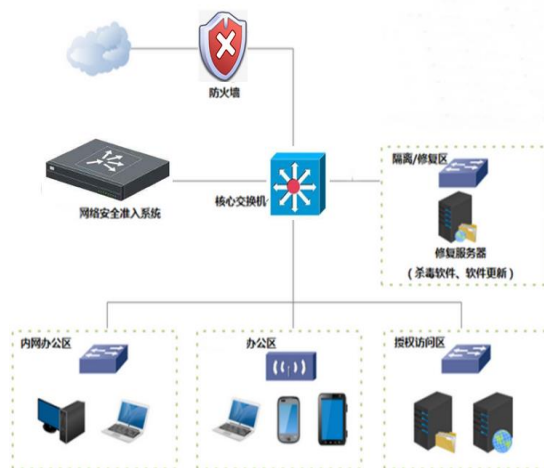 防火墙
隔离/修复区
网络安全准入系统
核心交换机
修复服务器
（杀毒软件、软件更新）
内网办公区
办公区
授权访问区